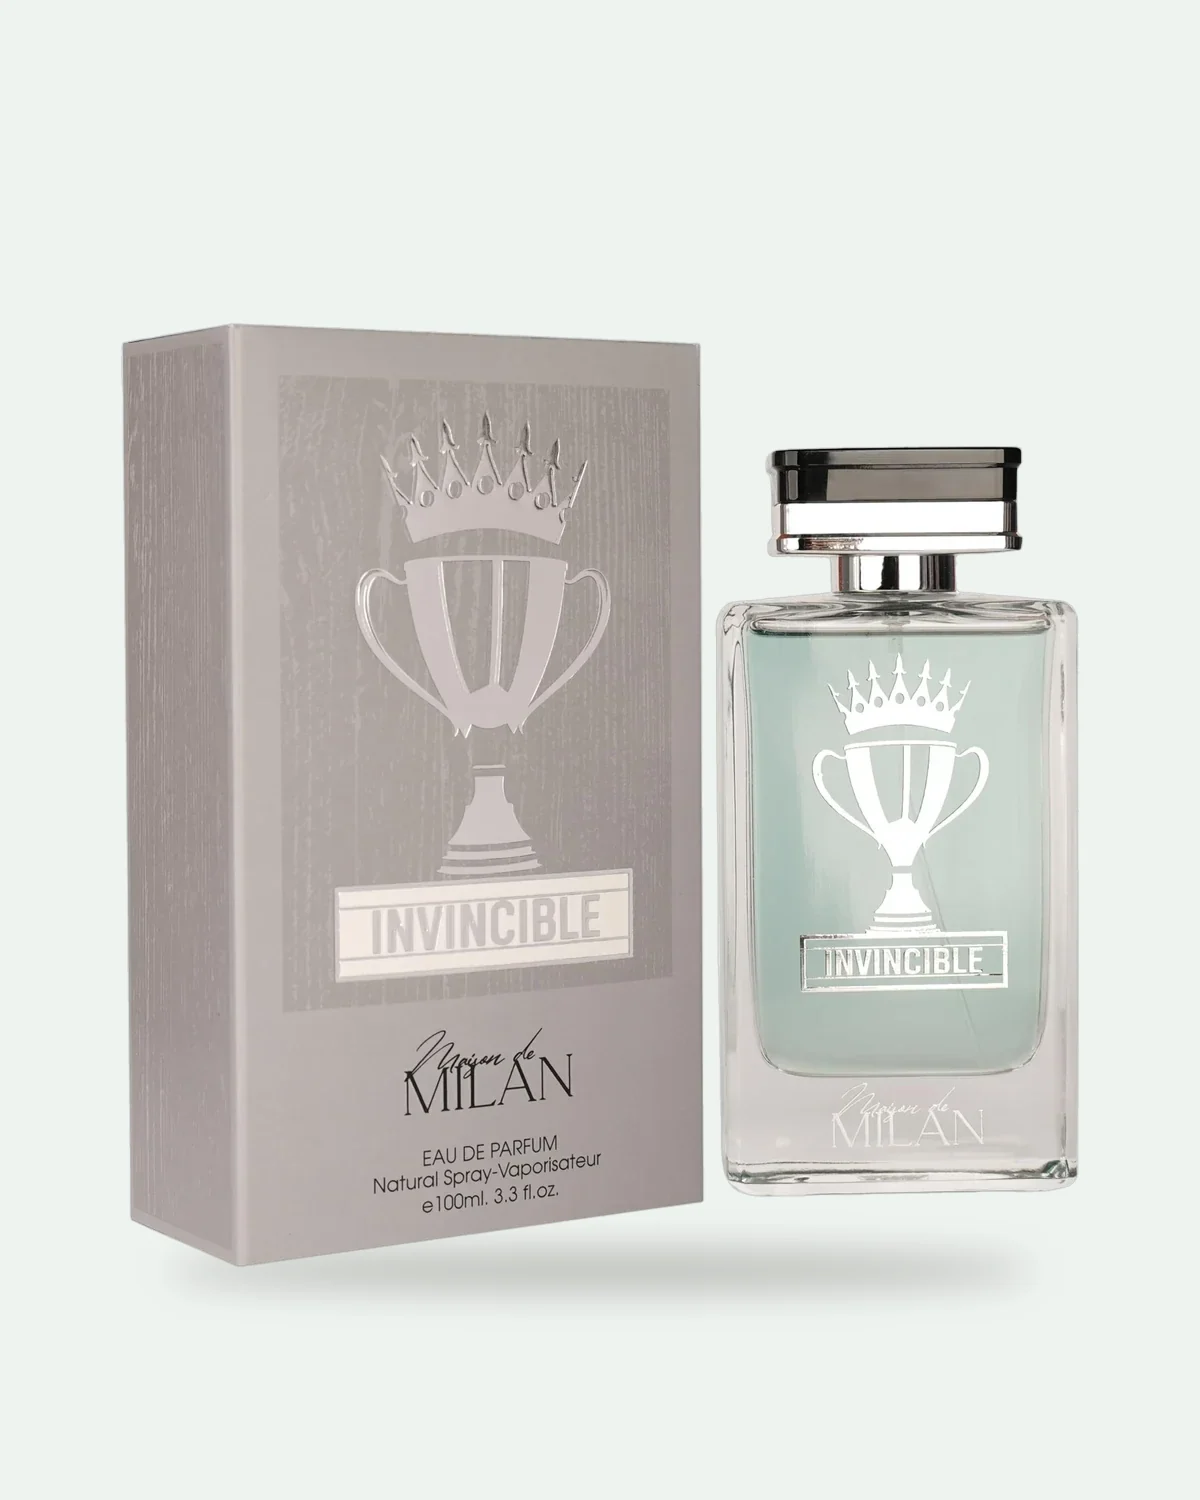 INVINCIBLE
Maison de
MILAN
EAU DE PARFUM
Natural Spray-Vaporisateur
e100ml. 3.3 fl.oz.
INVINCIBLE
Maison de
MILAN